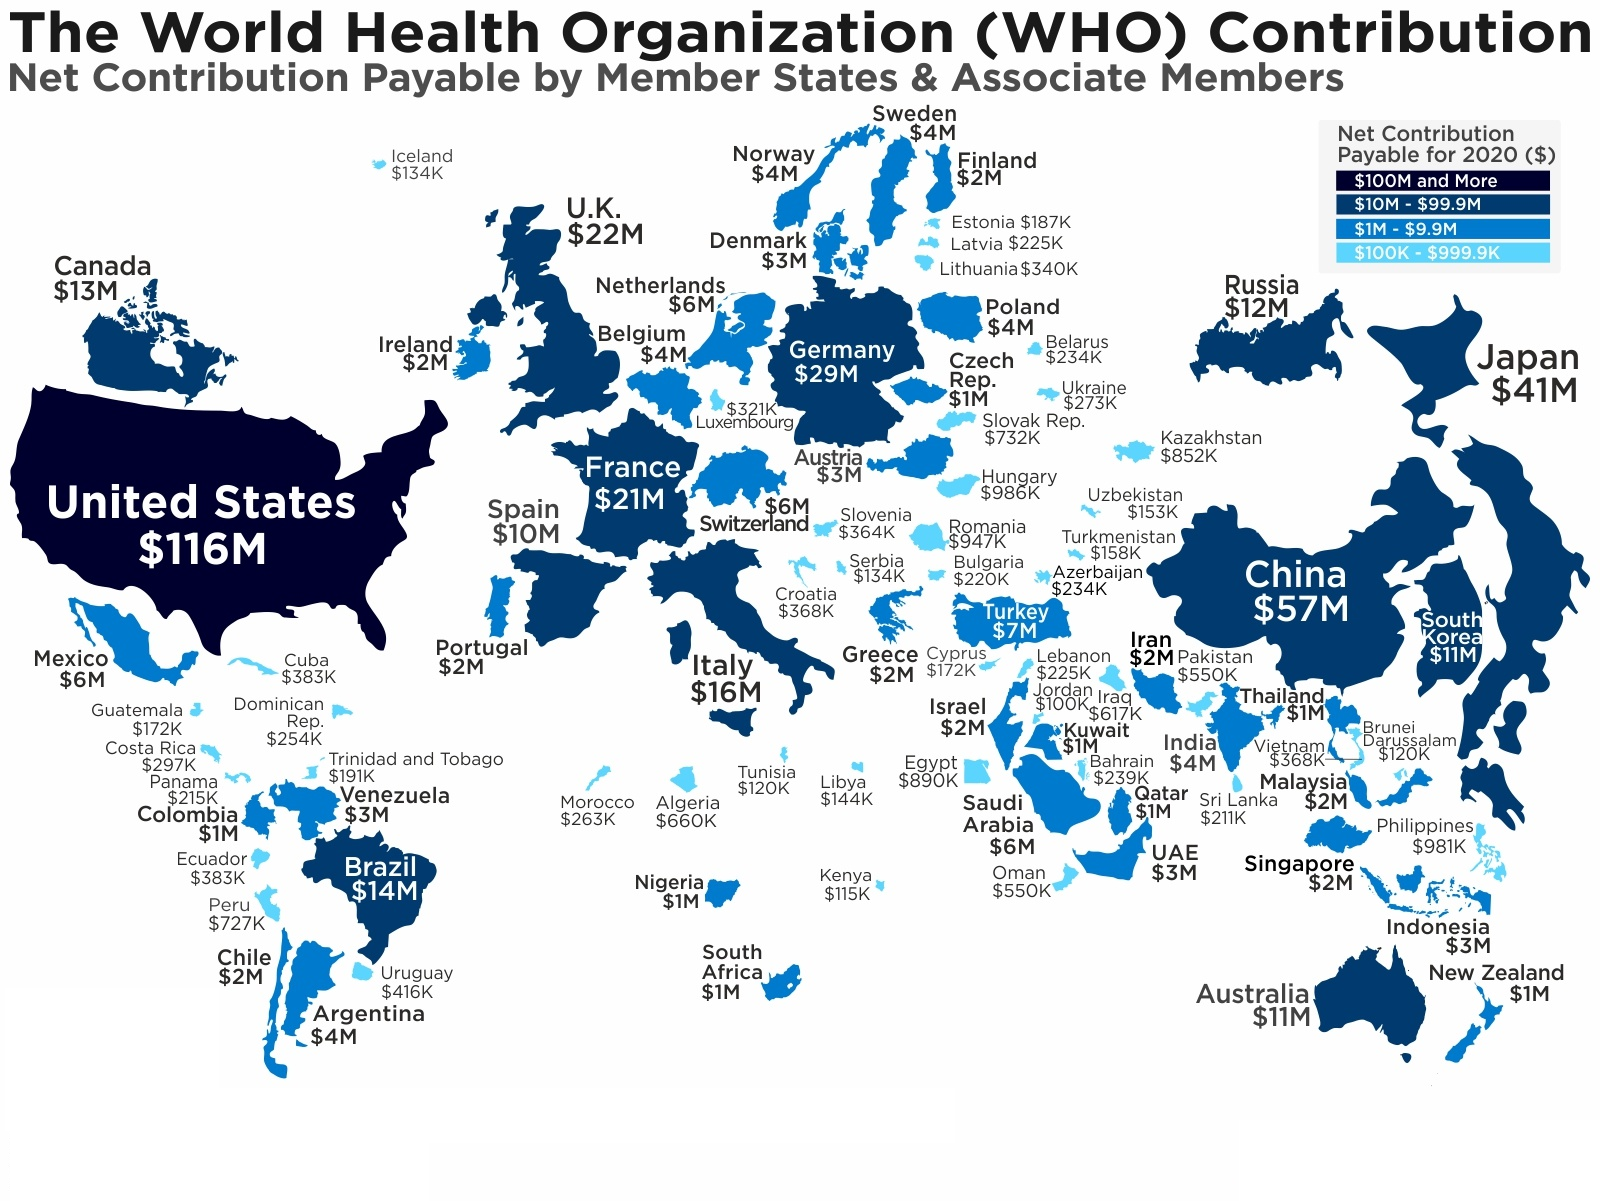 The World Health Organization (WHO) Contribution
Net Contribution Payable by Member States & Associate Members
Net Contribution
Payable for 2020 ($)
$100M and More
$10M - $99.9M
$1M - $9.9M
$100K - $999.9K
Iceland
$134K
Sweden
$4M
Norway
$4M
Finland
$2M
U.K.
$22M
Denmark
$3M
Estonia $187K
Latvia $225K
Lithuania $340K
Canada
$13M
Netherlands
$6M
Russia
$12M
Ireland
$2M
Belgium
$4M
Germany
$29M
Poland
$4M
Belarus
$234K
Japan
$41M
Czech
Rep.
$1M
Ukraine
$273K
$321K
Luxembourg
Slovak Rep.
$732K
Kazakhstan
$852K
United States
$116M
France
$21M
Austria
$3M
Hungary
$986K
Spain
$10M
$6M
Switzerland
Slovenia
$364K
Romania
$947K
Uzbekistan
$153K
Turkmenistan
$158K
Serbia
$134K
Bulgaria
$220K
Azerbaijan
$234K
China
$57M
Croatia
$368K
Turkey
$7M
South
Korea
$11M
Mexico
$6M
Cuba
$383K
Portugal
$2M
Italy
$16M
Greece
$2M
Cyprus
$172K
Lebanon
$225K
Iran
$2M
Pakistan
$550K
Guatemala
$172K
Dominican
Rep.
$254K
Israel
$2M
Jordan
$100K
Iraq
$617K
Thailand
$1M
Costa Rica
$297K
Kuwait
$1M
India
$4M
Vietnam
$368K
Brunei
Darussalam
$120K
Panama
$215K
Trinidad and Tobago
$191K
Morocco
$263K
Algeria
$660K
Tunisia
$120K
Libya
$144K
Egypt
$890K
Bahrain
$239K
Colombia
$1M
Venezuela
$3M
Saudi
Arabia
$6M
Qatar
$1M
Sri Lanka
$211K
Malaysia
$2M
Philippines
$981K
Ecuador
$383K
Brazil
$14M
Nigeria
$1M
Kenya
$115K
Oman
$550K
UAE
$3M
Singapore
$2M
Peru
$727K
Indonesia
$3M
Chile
$2M
Uruguay
$416K
South
Africa
$1M
Australia
$11M
New Zealand
$1M
Argentina
$4M